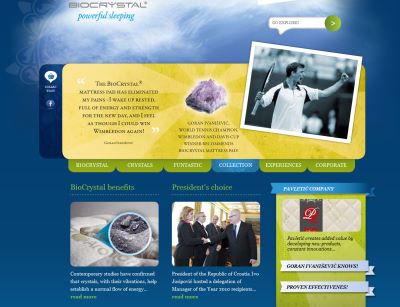 BIOCRYSTAL®
powerful sleeping
GO EXPLORE!
THE BIOCRYSTAL®
MATTRESS PAD HAS ELIMINATED
MY PAINS - I WAKE UP RESTED,
FULL OF ENERGY AND STRENGTH
FOR THE NEW DAY, AND I FEEL
AS THOUGH I COULD WIN
WIMBLEDON AGAIN!
GORAN IVANIŠEVIĆ
GORAN IVANIŠEVIĆ,
WORLD TENNIS CHAMPION,
WIMBLEDON AND DAVIS CUP
WINNER RECOMMENDS
BIOCRYSTAL MATTRESS PADS
BIOCRYSTAL
CRYSTALS
FUNTASTIC
COLLECTION
EXPERIENCES
CORPORATE
BioCrystal benefits
Contemporary studies have confirmed
that crystals, with their vibrations, help
establish a normal flow of energy...
read more
President's choice
President of the Republic of Croatia Ivo
Josipović hosted a delegation of
Manager of the Year 2010 recipients...
read more
PAVLETIĆ COMPANY
P
Pavletić creates added value by
developing new products,
constant innovations...
GORAN IVANIŠEVIĆ KNOWS!
PROVEN EFFECTIVENESS!